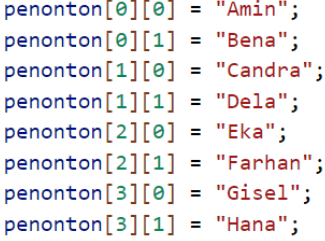 penonton[0][0] = "Amin";
penonton[0][1] = "Bena";
penonton[1][0] = "Candra";
penonton[1][1] = "Dela";
penonton[2][0] = "Eka";
penonton[2][1] = "Farhan";
penonton[3][0] = "Gisel";
penonton[3][1] = "Hana";